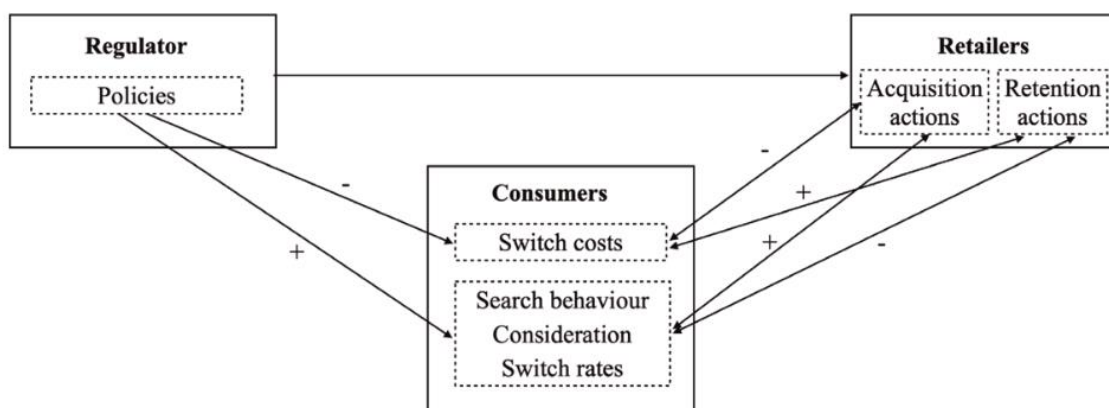 Regulator
Policies
Retailers
Acquisition
actions
Retention
actions
-
-
+
+
+
-
Consumers
Switch costs
Search behaviour
Consideration
Switch rates